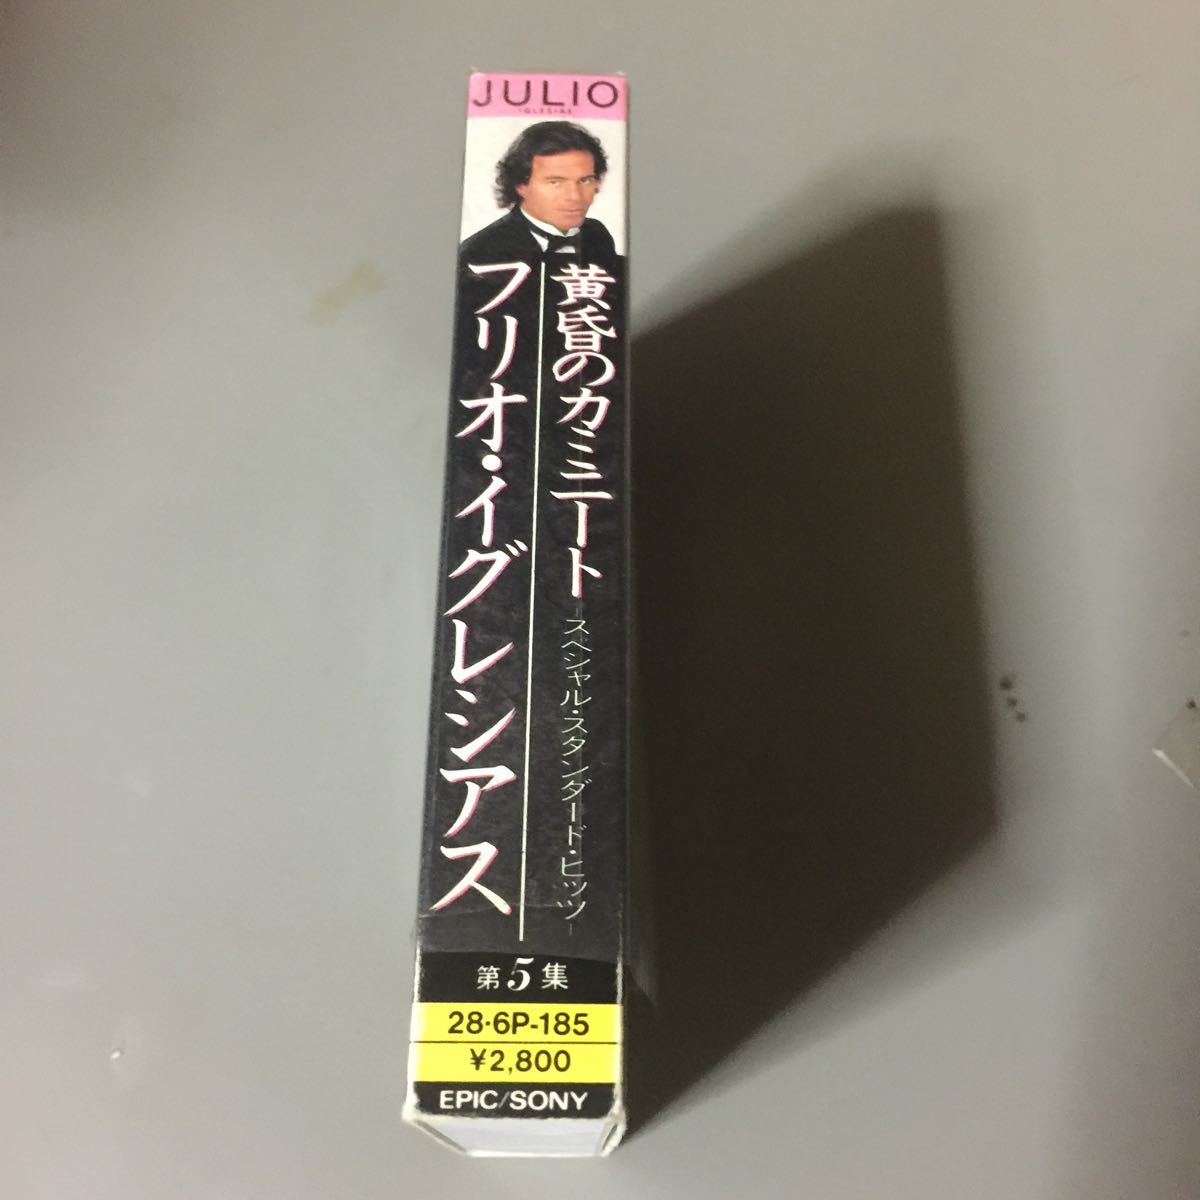 JULIO
IGLESIAS
黄昏のカミニート
-スペシャル・スタンダード・ヒッツ-
フリオ・イグレシアス
第5集
28・6P-185
¥2,800
EPIC/SONY